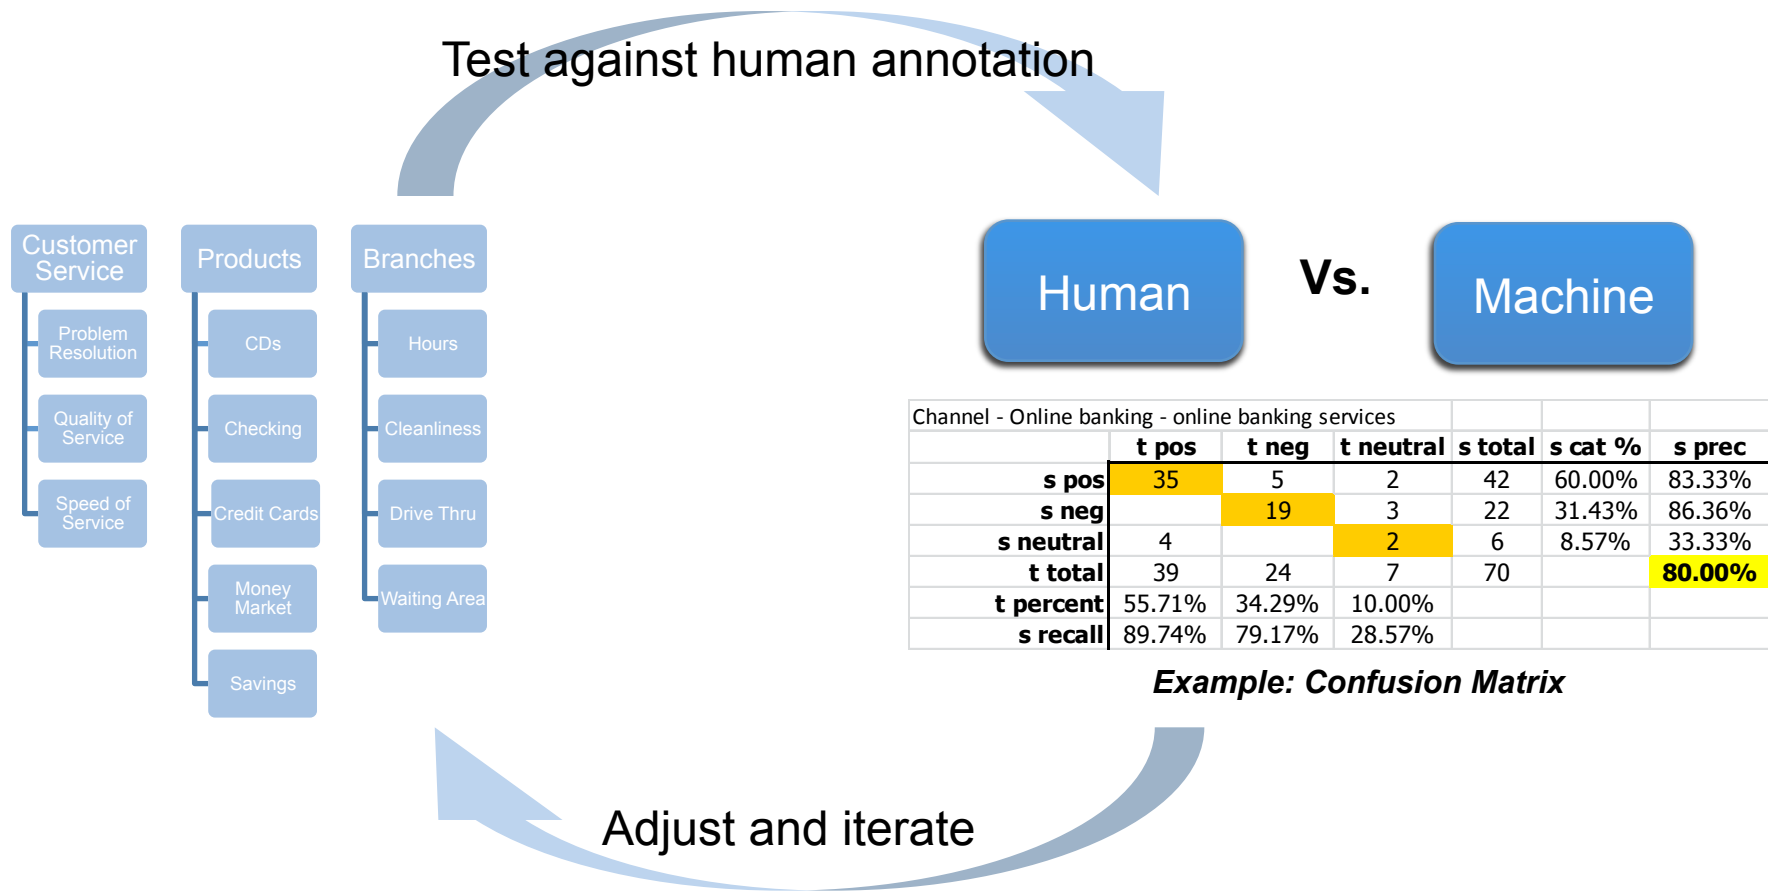 Test against human annotation
Customer
Service
Problem
Resolution
Quality of
Service
Speed of
Service
Products
CDs
Checking
Credit Cards
Money
Market
Savings
Branches
Hours
Cleanliness
Drive Thru
Waiting Area
Human
Vs.
Machine
Channel - Online banking - online banking services
t pos t neg t neutral s total s cat % s prec
s pos 35 5 2 42 60.00% 83.33%
s neg 19 3 22 31.43% 86.36%
s neutral 4 2 6 8.57% 33.33%
t total 39 24 7 70 80.00%
t percent 55.71% 34.29% 10.00%
s recall 89.74% 79.17% 28.57%
Example: Confusion Matrix
Adjust and iterate